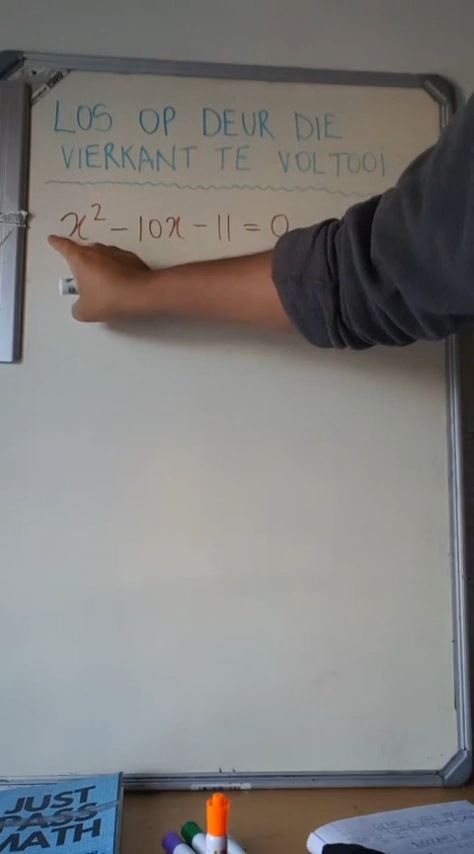 LOS OP DEUR DIE
VIERKANT TE VOLTOOI
x² - 10x - 11 = 0
JUST
PASS
MATH